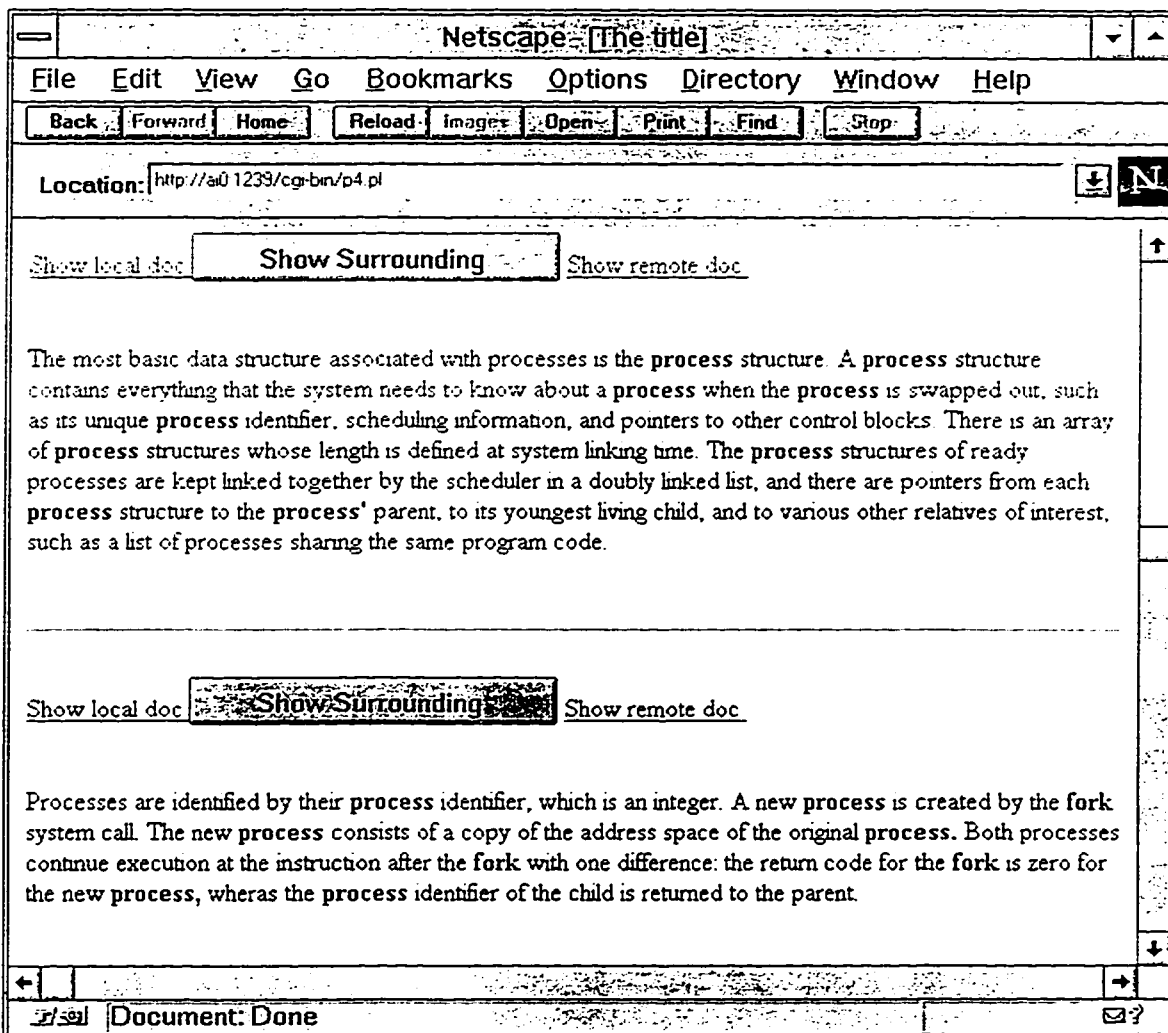 Netscape - [The title]
File Edit View Go Bookmarks Options Directory Window Help
Back Forward Home Reload Images Open Print Find Stop
Location: http://ai0.1239/cgi-bin/p4.pl N
Show local doc Show Surrounding Show remote doc
The most basic data structure associated with processes is the process structure. A process structure
contains everything that the system needs to know about a process when the process is swapped out, such
as its unique process identifier, scheduling information, and pointers to other control blocks. There is an array
of process structures whose length is defined at system linking time. The process structures of ready
processes are kept linked together by the scheduler in a doubly linked list, and there are pointers from each
process structure to the process' parent, to its youngest living child, and to various other relatives of interest,
such as a list of processes sharing the same program code.
Show local doc Show Surrounding Show remote doc
Processes are identified by their process identifier, which is an integer. A new process is created by the fork
system call. The new process consists of a copy of the address space of the original process. Both processes
continue execution at the instruction after the fork with one difference: the return code for the fork is zero for
the new process, wheras the process identifier of the child is returned to the parent.
Document: Done ?